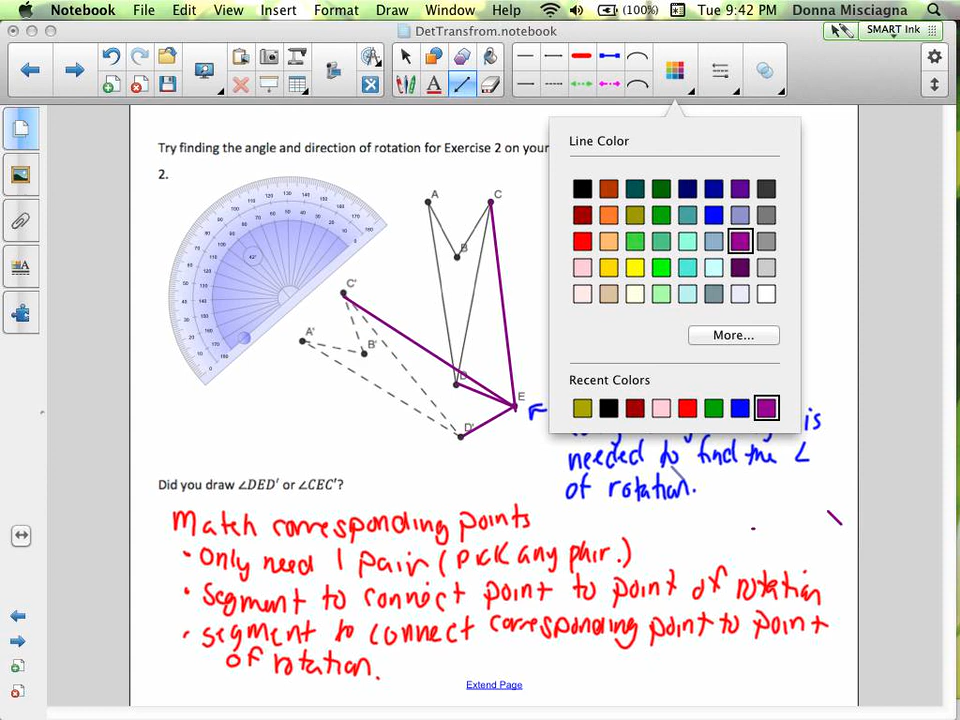 Notebook File Edit View Insert Format Draw Window Help (100%) Tue 9:42 PM Donna Misciagna
DetTransfrom.notebook
SMART Ink
Try finding the angle and direction of rotation for Exercise 2 on your
2.
Line Color
More...
Recent Colors
A
C
B
C'
A'
B'
D
E
D'
is
needed to find the ∠
of rotation.
Did you draw ∠DED' or ∠CEC'?
Match corresponding points
• Only need 1 pair (pick any phir.)
• Segment to connect point to point of rotation
• segment to connect corresponding point to point
of rotation.
Extend Page